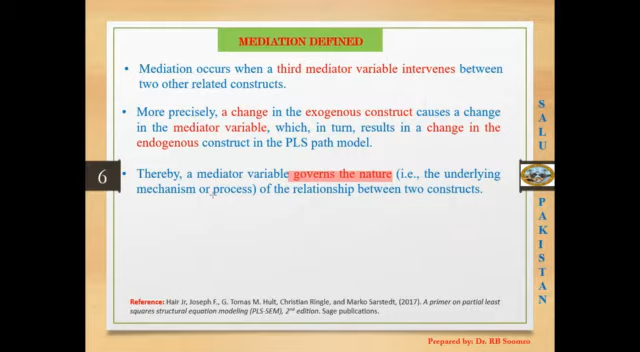 MEDIATION DEFINED
• Mediation occurs when a third mediator variable intervenes between
two other related constructs.
• More precisely, a change in the exogenous construct causes a change
in the mediator variable, which, in turn, results in a change in the
endogenous construct in the PLS path model.
• Thereby, a mediator variable governs the nature (i.e., the underlying
mechanism or process) of the relationship between two constructs.
6
SALU
PAKISTAN
Reference: Hair Jr, Joseph F., G. Tomas M. Hult, Christian Ringle, and Marko Sarstedt, (2017). A primer on partial least
squares structural equation modeling (PLS-SEM), 2nd edition. Sage publications.
Prepared by: Dr. RB Soomro